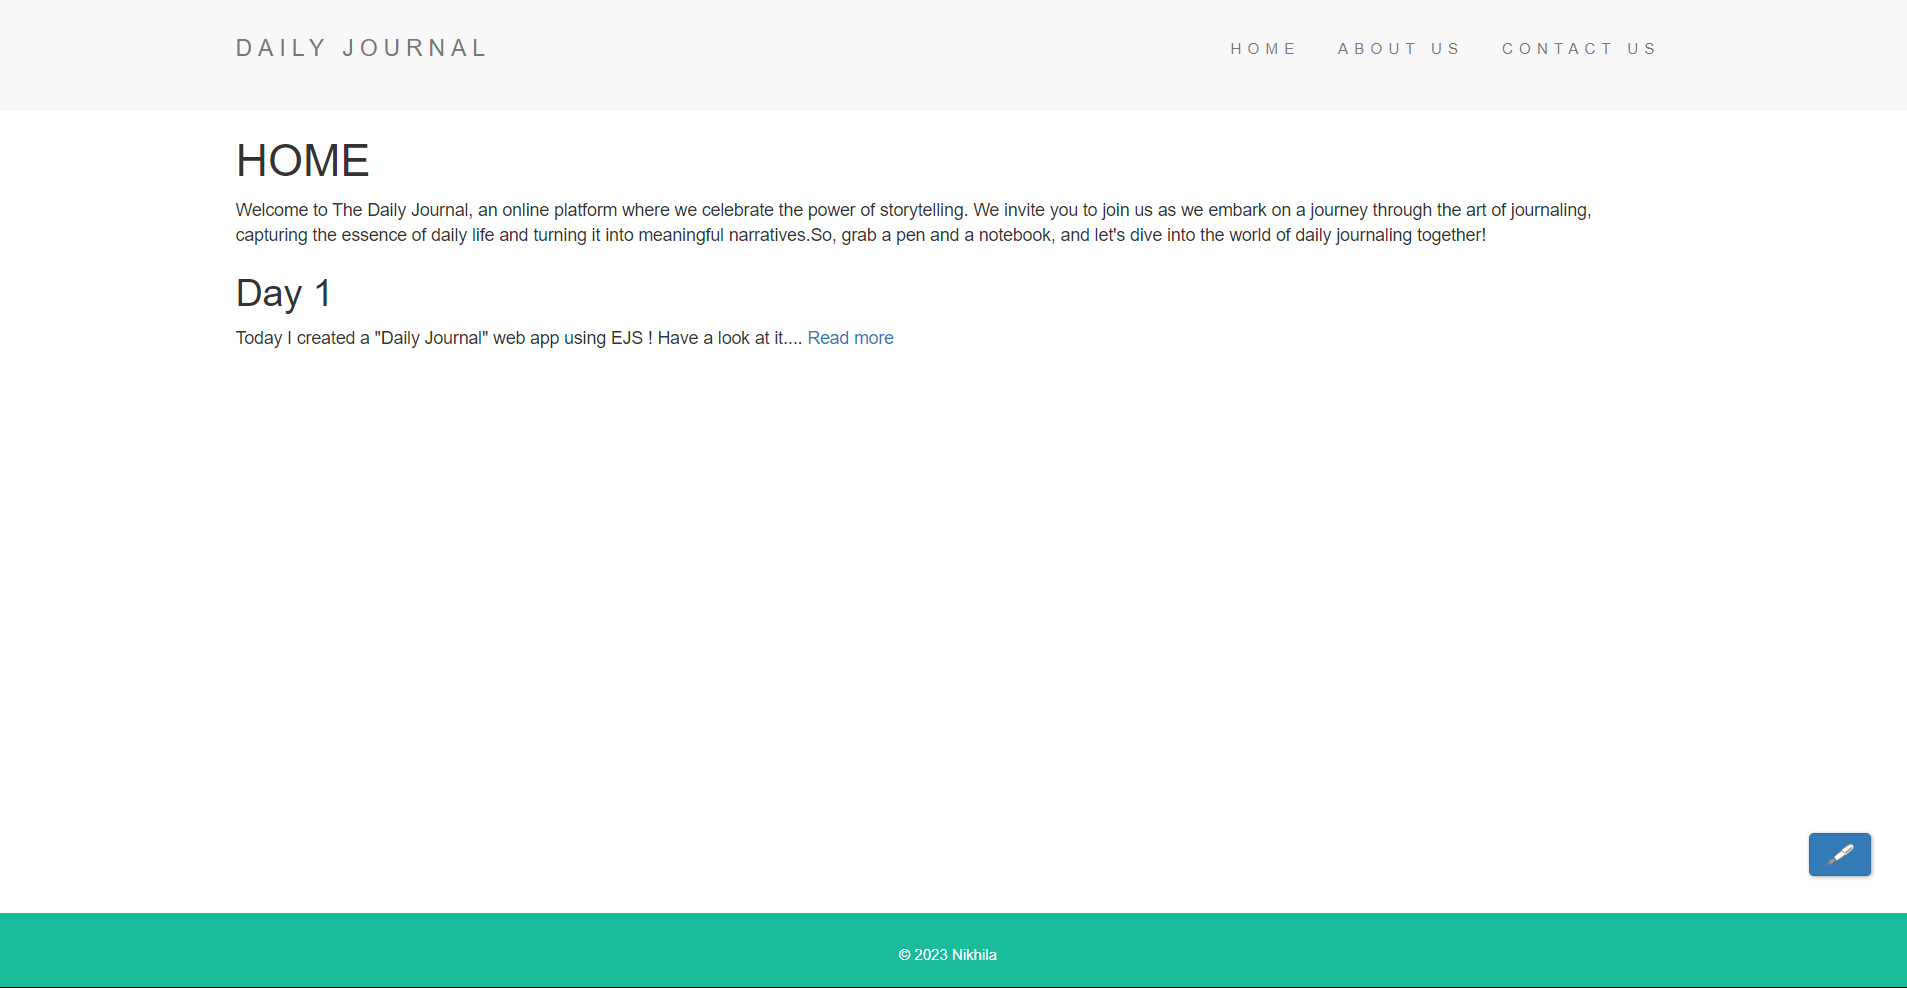 DAILY JOURNAL
HOME ABOUT US CONTACT US
HOME
Welcome to The Daily Journal, an online platform where we celebrate the power of storytelling. We invite you to join us as we embark on a journey through the art of journaling,
capturing the essence of daily life and turning it into meaningful narratives.So, grab a pen and a notebook, and let's dive into the world of daily journaling together!
Day 1
Today I created a "Daily Journal" web app using EJS ! Have a look at it.... Read more
© 2023 Nikhila